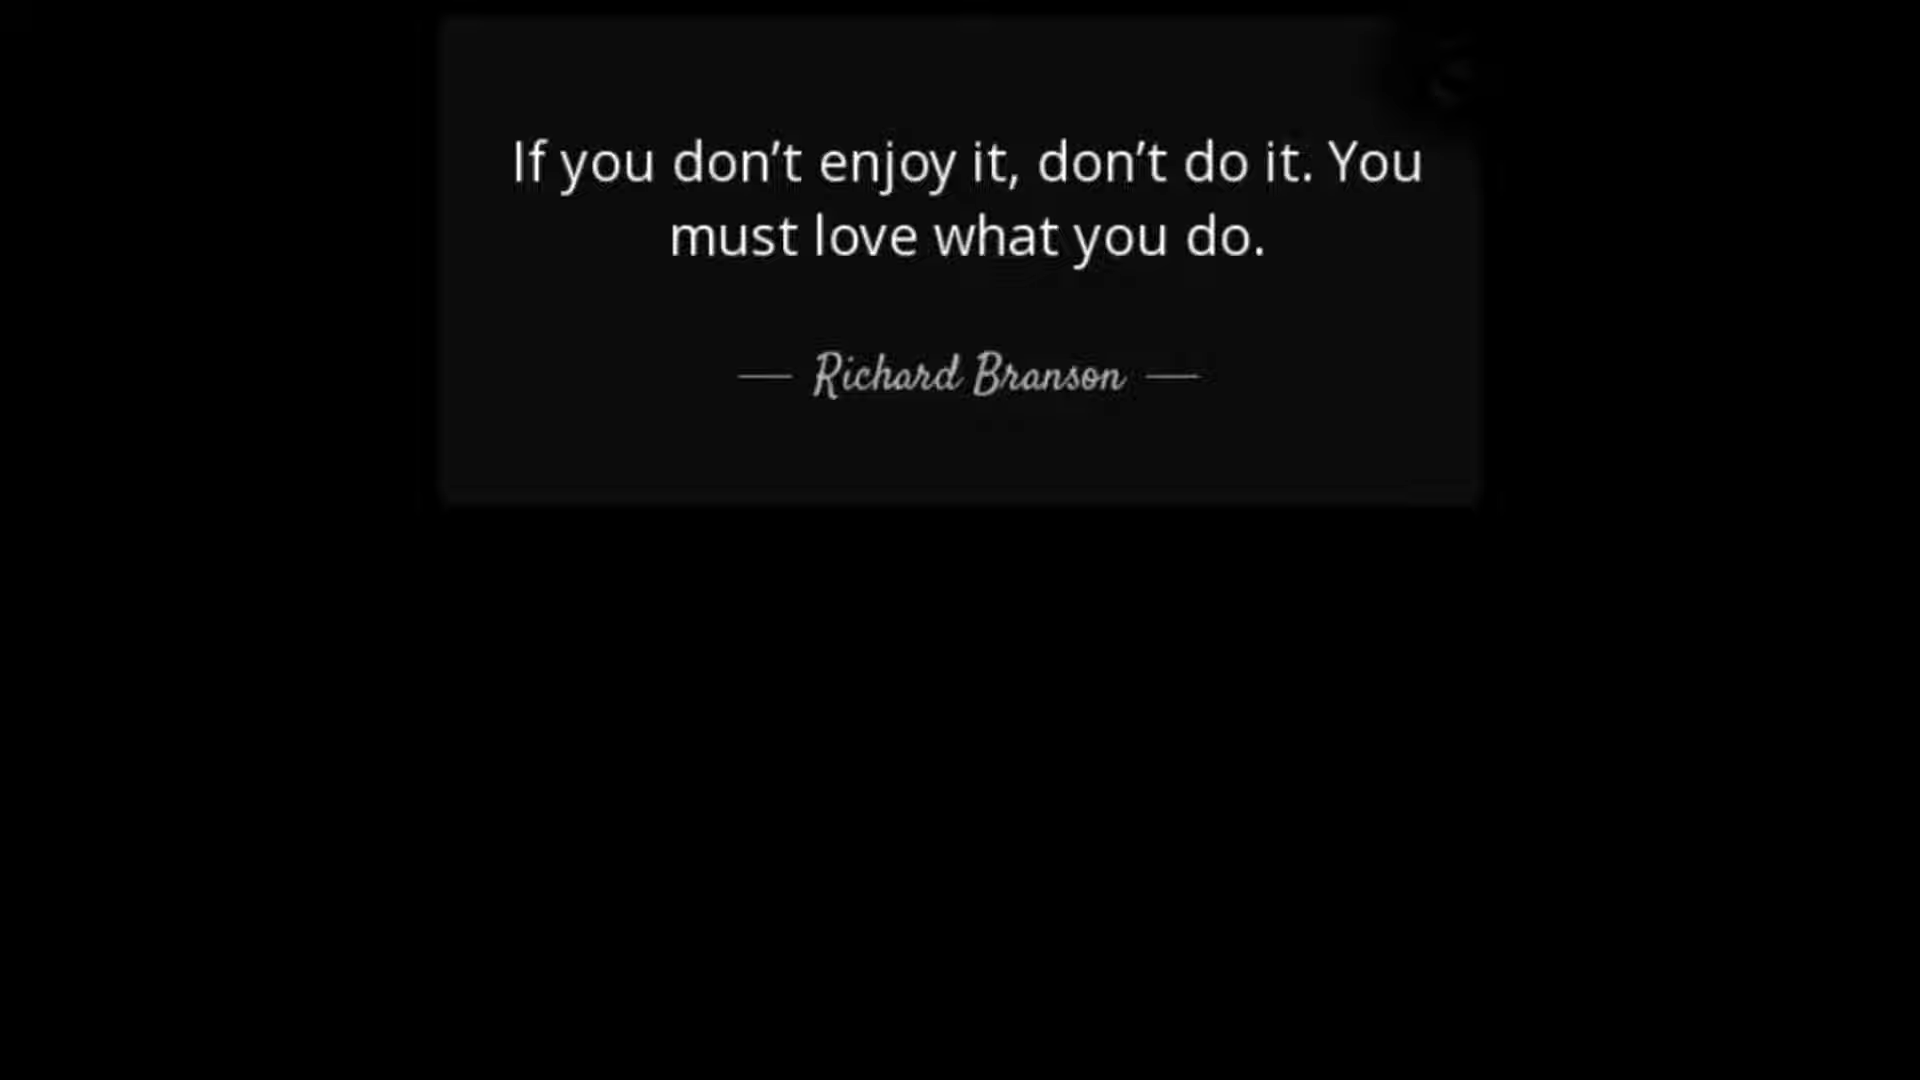 If you don’t enjoy it, don’t do it. You
must love what you do.
— Richard Branson —